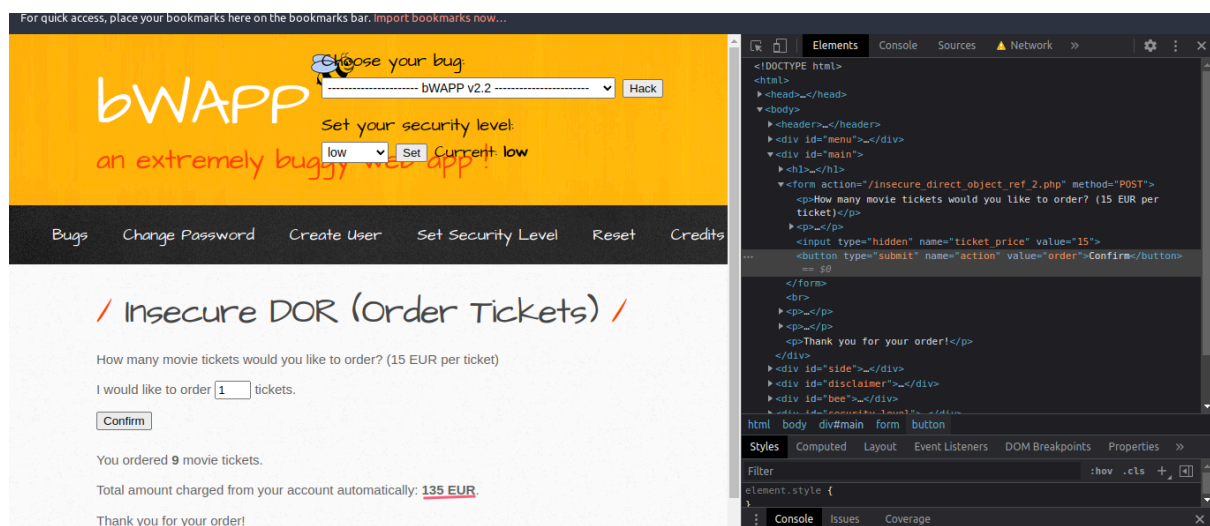 For quick access, place your bookmarks here on the bookmarks bar. Import bookmarks now...
bWAPP
an extremely buggy web app !
Choose your bug:
---------------------- bWAPP v2.2 ----------------------- Hack
Set your security level:
low Set Current: low
Bugs Change Password Create User Set Security Level Reset Credits
/ Insecure DOR (Order Tickets) /
How many movie tickets would you like to order? (15 EUR per ticket)
I would like to order 1 tickets.
Confirm
You ordered 9 movie tickets.
Total amount charged from your account automatically: 135 EUR.
Thank you for your order!
Elements Console Sources Network »
<!DOCTYPE html>
<html>
<head>…</head>
<body>
<header>…</header>
<div id="menu">…</div>
<div id="main">
<h1>…</h1>
<form action="/insecure_direct_object_ref_2.php" method="POST">
<p>How many movie tickets would you like to order? (15 EUR per
ticket)</p>
<p>…</p>
<input type="hidden" name="ticket_price" value="15">
<button type="submit" name="action" value="order">Confirm</button>
== $0
</form>
<br>
<p>…</p>
<p>…</p>
<p>Thank you for your order!</p>
</div>
<div id="side">…</div>
<div id="disclaimer">…</div>
<div id="bee">…</div>
<div id="security_level">…</div>
html body div#main form button
Styles Computed Layout Event Listeners DOM Breakpoints Properties »
Filter :hov .cls +
element.style {
}
Console Issues Coverage